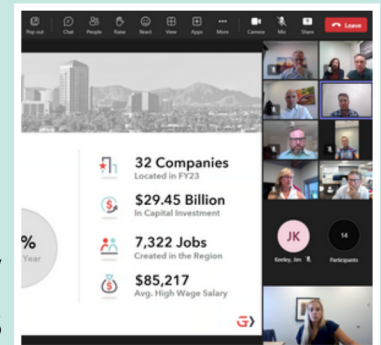 Pop out Chat People Raise React View Apps More Camera Mic Share Leave
32 Companies
Located in FY23
$29.45 Billion
In Capital Investment
%
Year
7,322 Jobs
Created in the Region
$85,217
Avg. High Wage Salary
JK
14
Keeley, Jim
Participants